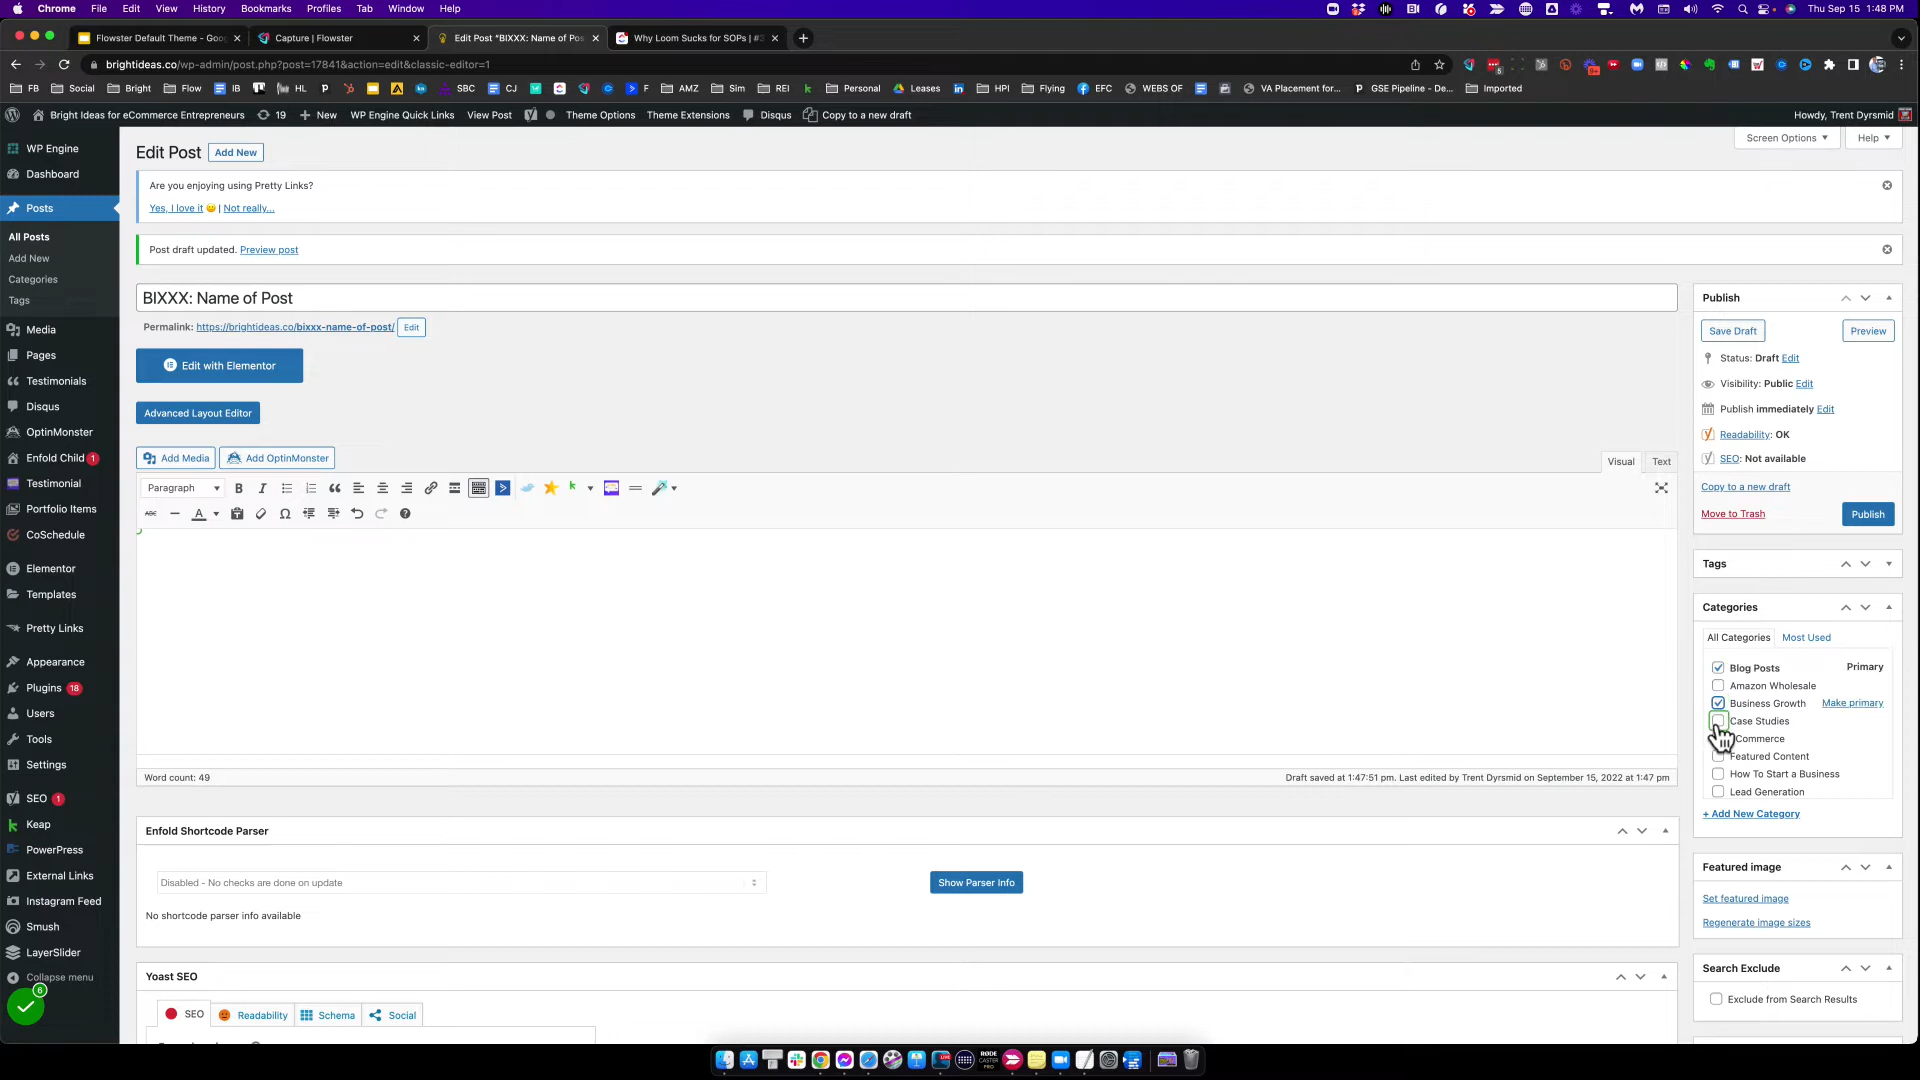 Chrome File Edit View History Bookmarks Profiles Tab Window Help Thu Sep 15 1:48 PM
Flowster Default Theme - Goo Capture | Flowster Edit Post "BIXXX: Name of Pos Why Loom Sucks for SOPs | #3
brightideas.co/wp-admin/post.php?post=17841&action=edit&classic-editor=1
FB Social Bright Flow IB HL SBC CJ F AMZ Sim REI Personal Leases HPI Flying EFC WEBS OF VA Placement for... GSE Pipeline - De... Imported
Bright Ideas for eCommerce Entrepreneurs 19 New WP Engine Quick Links View Post Theme Options Theme Extensions Disqus Copy to a new draft Howdy, Trent Dyrsmid
WP Engine
Dashboard
Posts
All Posts
Add New
Categories
Tags
Media
Pages
Testimonials
Disqus
OptinMonster
Enfold Child 1
Testimonial
Portfolio Items
CoSchedule
Elementor
Templates
Pretty Links
Appearance
Plugins 18
Users
Tools
Settings
SEO 1
Keap
PowerPress
External Links
Instagram Feed
Smush
LayerSlider
Collapse menu
6
Edit Post Add New
Screen Options Help
Are you enjoying using Pretty Links?
Yes, I love it 😀 | Not really...
Post draft updated. Preview post
BIXXX: Name of Post
Permalink: https://brightideas.co/bixxx-name-of-post/ Edit
Edit with Elementor
Advanced Layout Editor
Add Media Add OptinMonster
Visual Text
Paragraph
Word count: 49 Draft saved at 1:47:51 pm. Last edited by Trent Dyrsmid on September 15, 2022 at 1:47 pm
Enfold Shortcode Parser
Disabled - No checks are done on update
Show Parser Info
No shortcode parser info available
Yoast SEO
SEO Readability Schema Social
Publish
Save Draft Preview
Status: Draft Edit
Visibility: Public Edit
Publish immediately Edit
Readability: OK
SEO: Not available
Copy to a new draft
Move to Trash Publish
Tags
Categories
All Categories Most Used
Blog Posts Primary
Amazon Wholesale
Business Growth Make primary
Case Studies
Commerce
Featured Content
How To Start a Business
Lead Generation
+ Add New Category
Featured image
Set featured image
Regenerate image sizes
Search Exclude
Exclude from Search Results